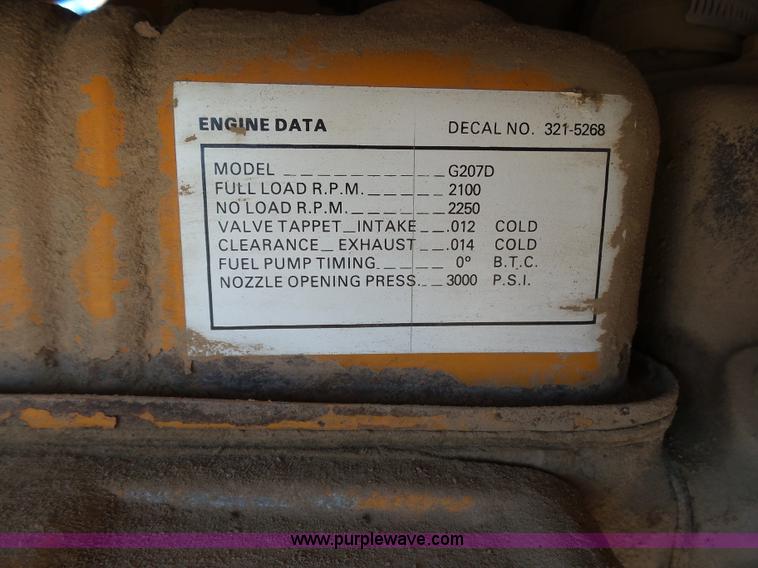 ENGINE DATA DECAL NO. 321-5268
MODEL _ _ _ _ _ _ _ _ _ _ G207D
FULL LOAD R.P.M. _ _ _ _ _ 2100
NO LOAD R.P.M. _ _ _ _ _ _ 2250
VALVE TAPPET _ INTAKE _ _ .012 COLD
CLEARANCE _ EXHAUST _ _ .014 COLD
FUEL PUMP TIMING _ _ _ _ _ 0° B.T.C.
NOZZLE OPENING PRESS. _ _ 3000 P.S.I.
www.purplewave.com